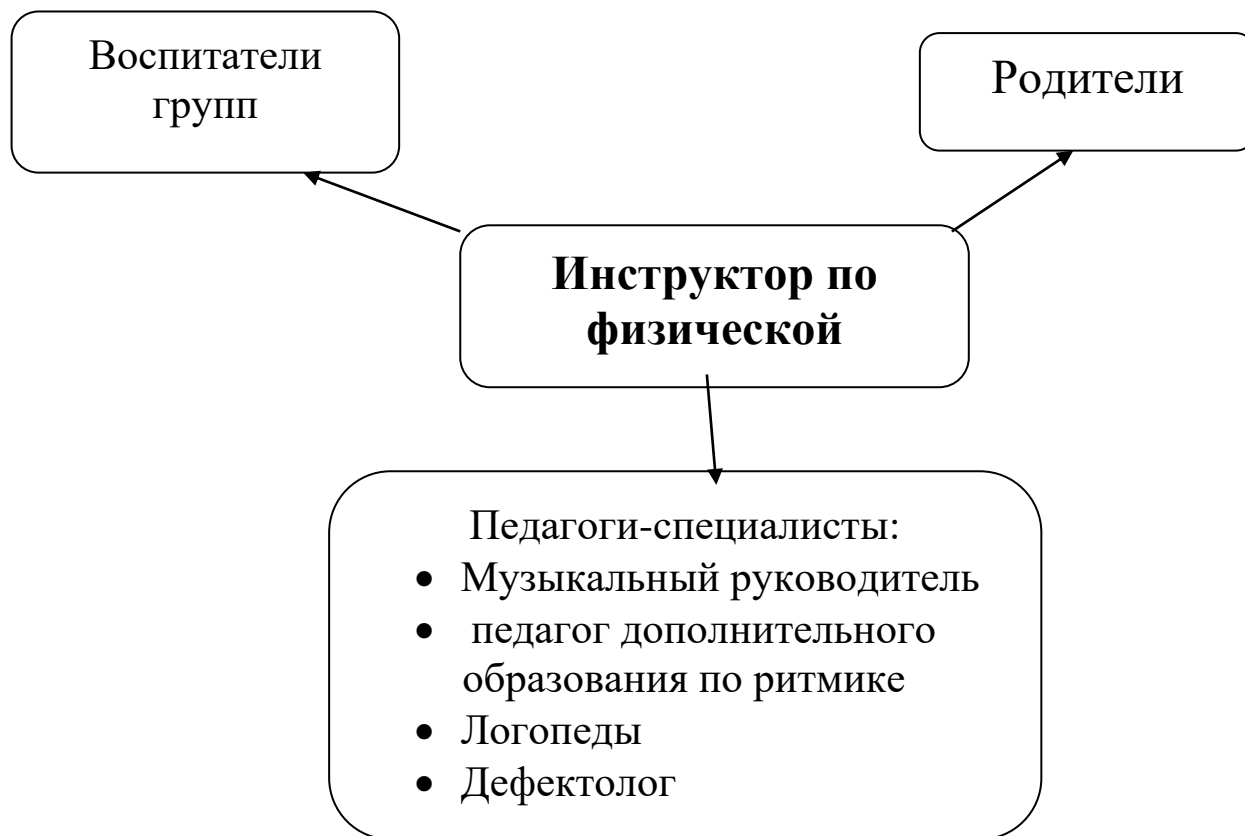 Воспитатели
групп
Родители
Инструктор по
физической
Педагоги-специалисты:
• Музыкальный руководитель
• педагог дополнительного
образования по ритмике
• Логопеды
• Дефектолог